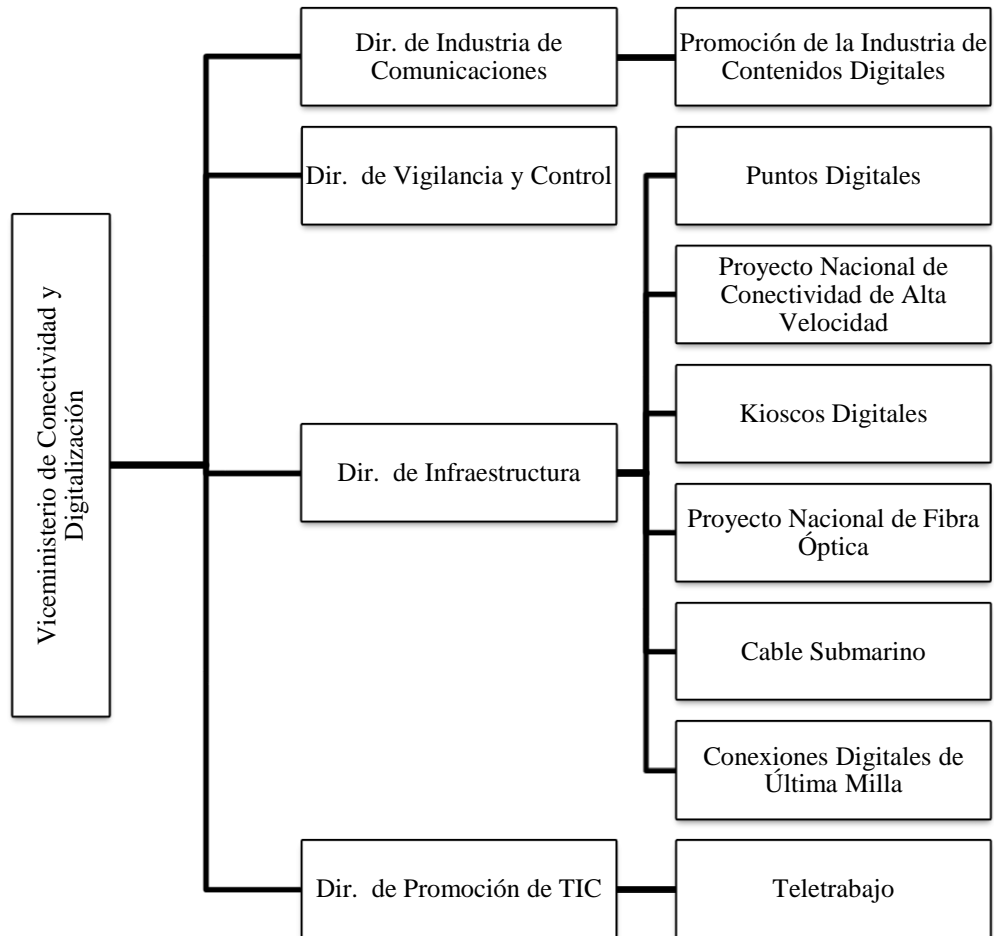 Viceministerio de Conectividad y
Digitalización
Dir. de Industria de
Comunicaciones
Promoción de la Industria de
Contenidos Digitales
Dir. de Vigilancia y Control
Dir. de Infraestructura
Puntos Digitales
Proyecto Nacional de
Conectividad de Alta
Velocidad
Kioscos Digitales
Proyecto Nacional de Fibra
Óptica
Cable Submarino
Conexiones Digitales de
Última Milla
Dir. de Promoción de TIC
Teletrabajo